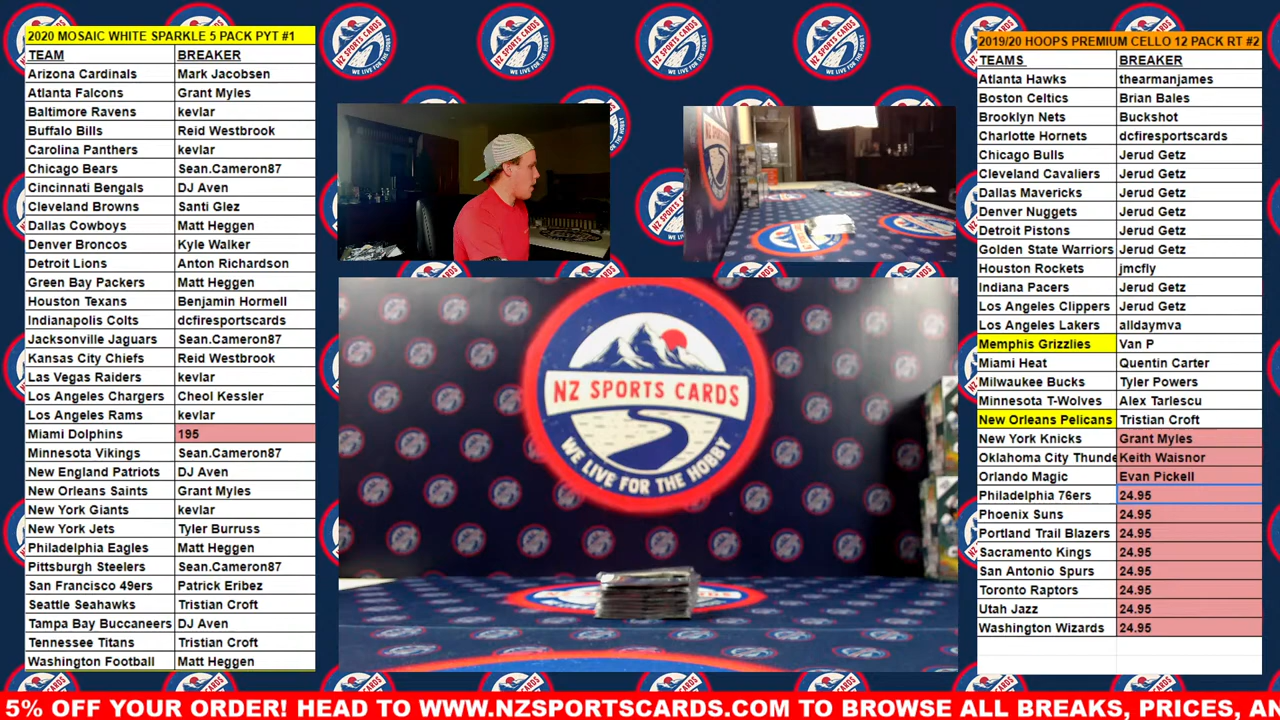 2020 MOSAIC WHITE SPARKLE 5 PACK PYT #1
TEAM BREAKER
Arizona Cardinals Mark Jacobsen
Atlanta Falcons Grant Myles
Baltimore Ravens kevlar
Buffalo Bills Reid Westbrook
Carolina Panthers kevlar
Chicago Bears Sean.Cameron87
Cincinnati Bengals DJ Aven
Cleveland Browns Santi Glez
Dallas Cowboys Matt Heggen
Denver Broncos Kyle Walker
Detroit Lions Anton Richardson
Green Bay Packers Matt Heggen
Houston Texans Benjamin Hormell
Indianapolis Colts dcfiresportscards
Jacksonville Jaguars Sean.Cameron87
Kansas City Chiefs Reid Westbrook
Las Vegas Raiders kevlar
Los Angeles Chargers Cheol Kessler
Los Angeles Rams kevlar
Miami Dolphins 195
Minnesota Vikings Sean.Cameron87
New England Patriots DJ Aven
New Orleans Saints Grant Myles
New York Giants kevlar
New York Jets Tyler Burruss
Philadelphia Eagles Matt Heggen
Pittsburgh Steelers Sean.Cameron87
San Francisco 49ers Patrick Eribez
Seattle Seahawks Tristian Croft
Tampa Bay Buccaneers DJ Aven
Tennessee Titans Tristian Croft
Washington Football Matt Heggen
NZ SPORTS CARDS
WE LIVE FOR THE HOBBY
2019/20 HOOPS PREMIUM CELLO 12 PACK RT #2
TEAMS BREAKER
Atlanta Hawks thearmanjames
Boston Celtics Brian Bales
Brooklyn Nets Buckshot
Charlotte Hornets dcfiresportscards
Chicago Bulls Jerud Getz
Cleveland Cavaliers Jerud Getz
Dallas Mavericks Jerud Getz
Denver Nuggets Jerud Getz
Detroit Pistons Jerud Getz
Golden State Warriors Jerud Getz
Houston Rockets jmcfly
Indiana Pacers Jerud Getz
Los Angeles Clippers Jerud Getz
Los Angeles Lakers alldaymva
Memphis Grizzlies Van P
Miami Heat Quentin Carter
Milwaukee Bucks Tyler Powers
Minnesota T-Wolves Alex Tarlescu
New Orleans Pelicans Tristian Croft
New York Knicks Grant Myles
Oklahoma City Thunde Keith Waisnor
Orlando Magic Evan Pickell
Philadelphia 76ers 24.95
Phoenix Suns 24.95
Portland Trail Blazers 24.95
Sacramento Kings 24.95
San Antonio Spurs 24.95
Toronto Raptors 24.95
Utah Jazz 24.95
Washington Wizards 24.95
5% OFF YOUR ORDER! HEAD TO WWW.NZSPORTSCARDS.COM TO BROWSE ALL BREAKS, PRICES, AN